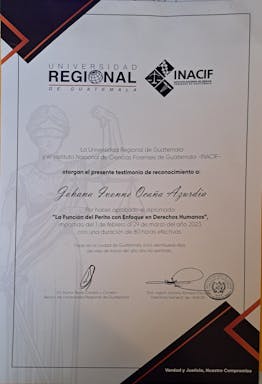 UNIVERSIDAD
REGIONAL
DE GUATEMALA
INACIF
La Universidad Regional de Guatemala
y el Instituto Nacional de Ciencias Forenses de Guatemala -INACIF-
otorgan el presente testimonio de reconocimiento a:
Johana Ivonne Ocaña Azurdia
Por haber aprobado el diplomado
"La Función del Perito con Enfoque en Derechos Humanos",
impartido del 1 de febrero al 29 de marzo del año 2023
con una duración de 80 horas efectivas.
Verdad y Justicia, Nuestro Compromiso